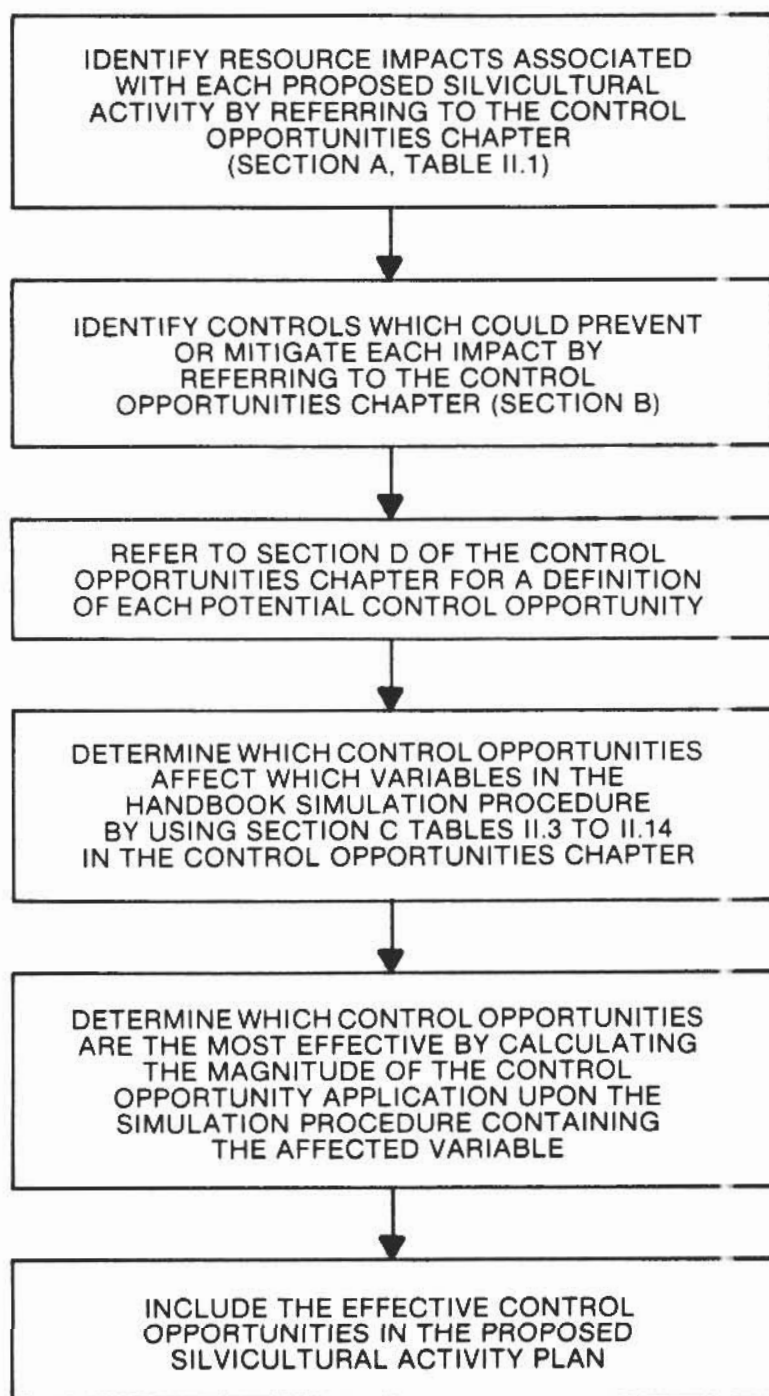 IDENTIFY RESOURCE IMPACTS ASSOCIATED
WITH EACH PROPOSED SILVICULTURAL
ACTIVITY BY REFERRING TO THE CONTROL
OPPORTUNITIES CHAPTER
(SECTION A, TABLE II.1)
IDENTIFY CONTROLS WHICH COULD PREVENT
OR MITIGATE EACH IMPACT BY
REFERRING TO THE CONTROL
OPPORTUNITIES CHAPTER (SECTION B)
REFER TO SECTION D OF THE CONTROL
OPPORTUNITIES CHAPTER FOR A DEFINITION
OF EACH POTENTIAL CONTROL OPPORTUNITY
DETERMINE WHICH CONTROL OPPORTUNITIES
AFFECT WHICH VARIABLES IN THE
HANDBOOK SIMULATION PROCEDURE
BY USING SECTION C TABLES II.3 TO II.14
IN THE CONTROL OPPORTUNITIES CHAPTER
DETERMINE WHICH CONTROL OPPORTUNITIES
ARE THE MOST EFFECTIVE BY CALCULATING
THE MAGNITUDE OF THE CONTROL
OPPORTUNITY APPLICATION UPON THE
SIMULATION PROCEDURE CONTAINING
THE AFFECTED VARIABLE
INCLUDE THE EFFECTIVE CONTROL
OPPORTUNITIES IN THE PROPOSED
SILVICULTURAL ACTIVITY PLAN